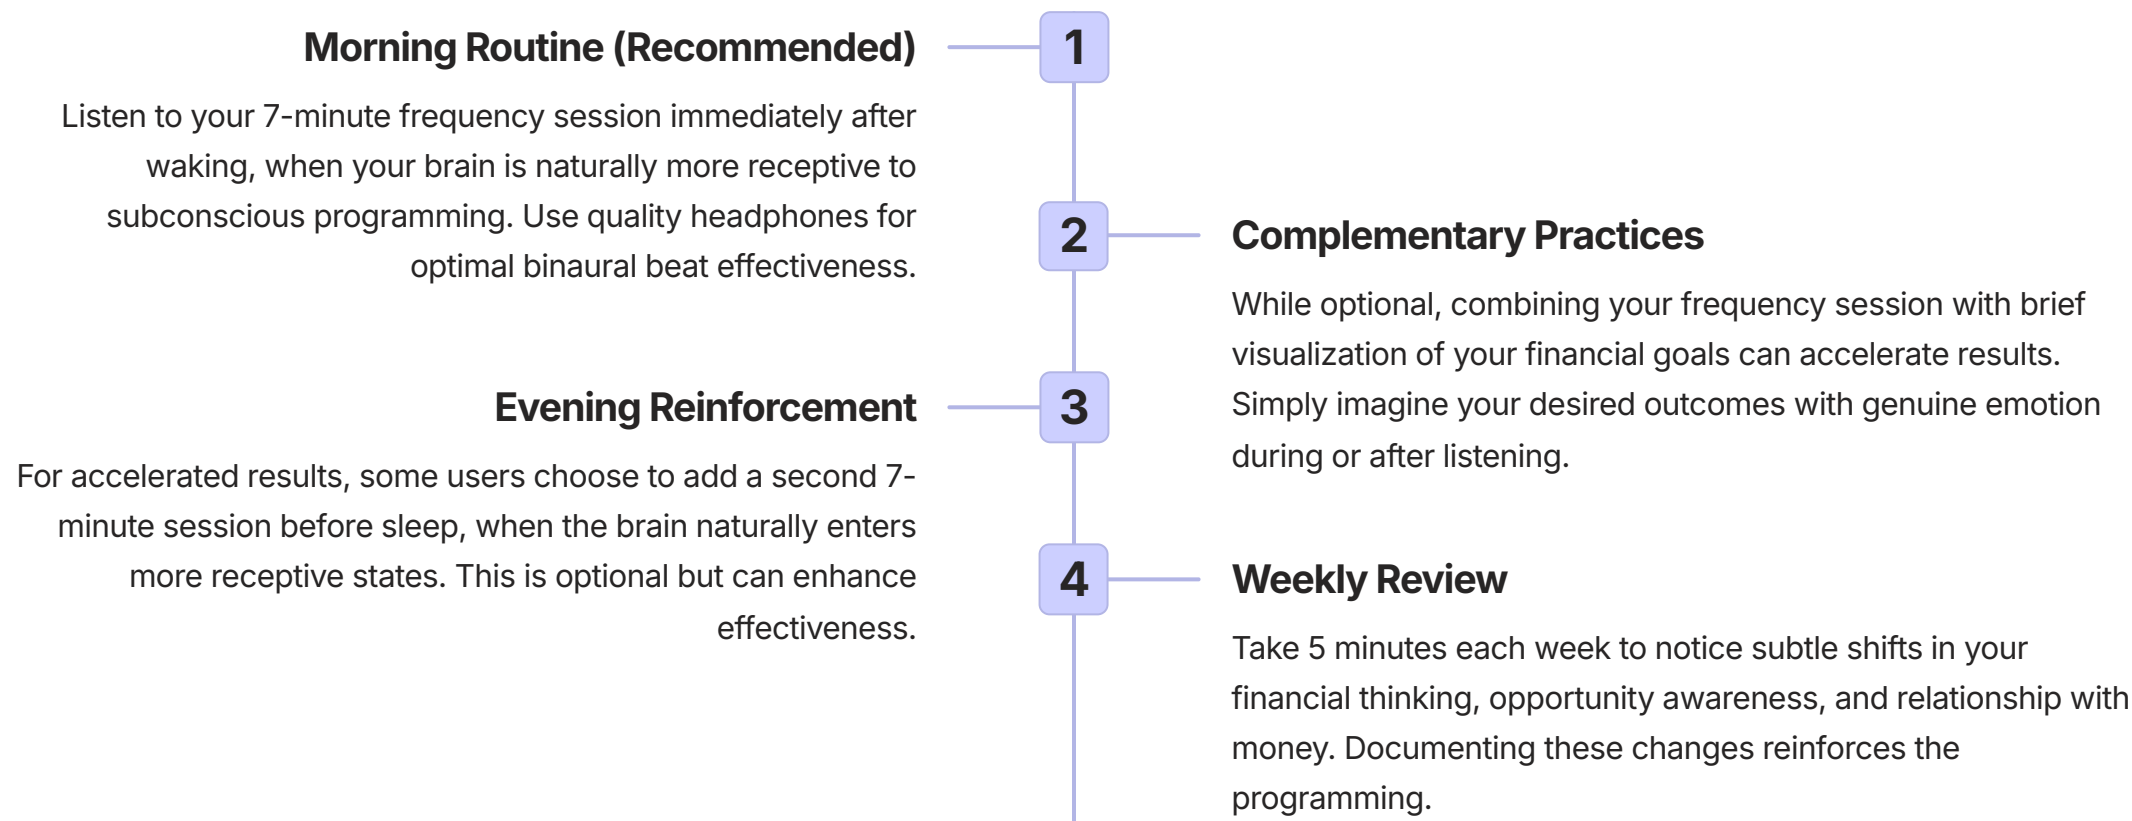 1
Morning Routine (Recommended)
Listen to your 7-minute frequency session immediately after
waking, when your brain is naturally more receptive to
subconscious programming. Use quality headphones for
optimal binaural beat effectiveness.
2
Complementary Practices
While optional, combining your frequency session with brief
visualization of your financial goals can accelerate results.
Simply imagine your desired outcomes with genuine emotion
during or after listening.
3
Evening Reinforcement
For accelerated results, some users choose to add a second 7-
minute session before sleep, when the brain naturally enters
more receptive states. This is optional but can enhance
effectiveness.
4
Weekly Review
Take 5 minutes each week to notice subtle shifts in your
financial thinking, opportunity awareness, and relationship with
money. Documenting these changes reinforces the
programming.